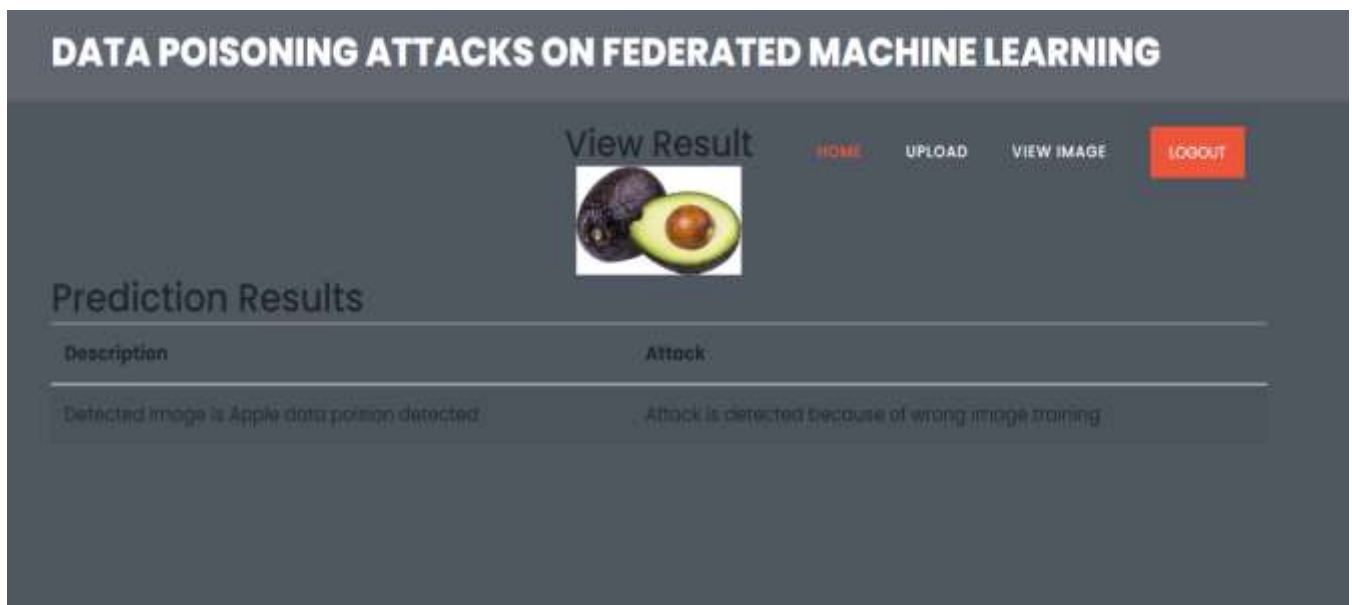 DATA POISONING ATTACKS ON FEDERATED MACHINE LEARNING
View Result
HOME UPLOAD VIEW IMAGE LOGOUT
Prediction Results
Description Attack
Detected image is Apple data poision detected Attack is detected because of wrong image training